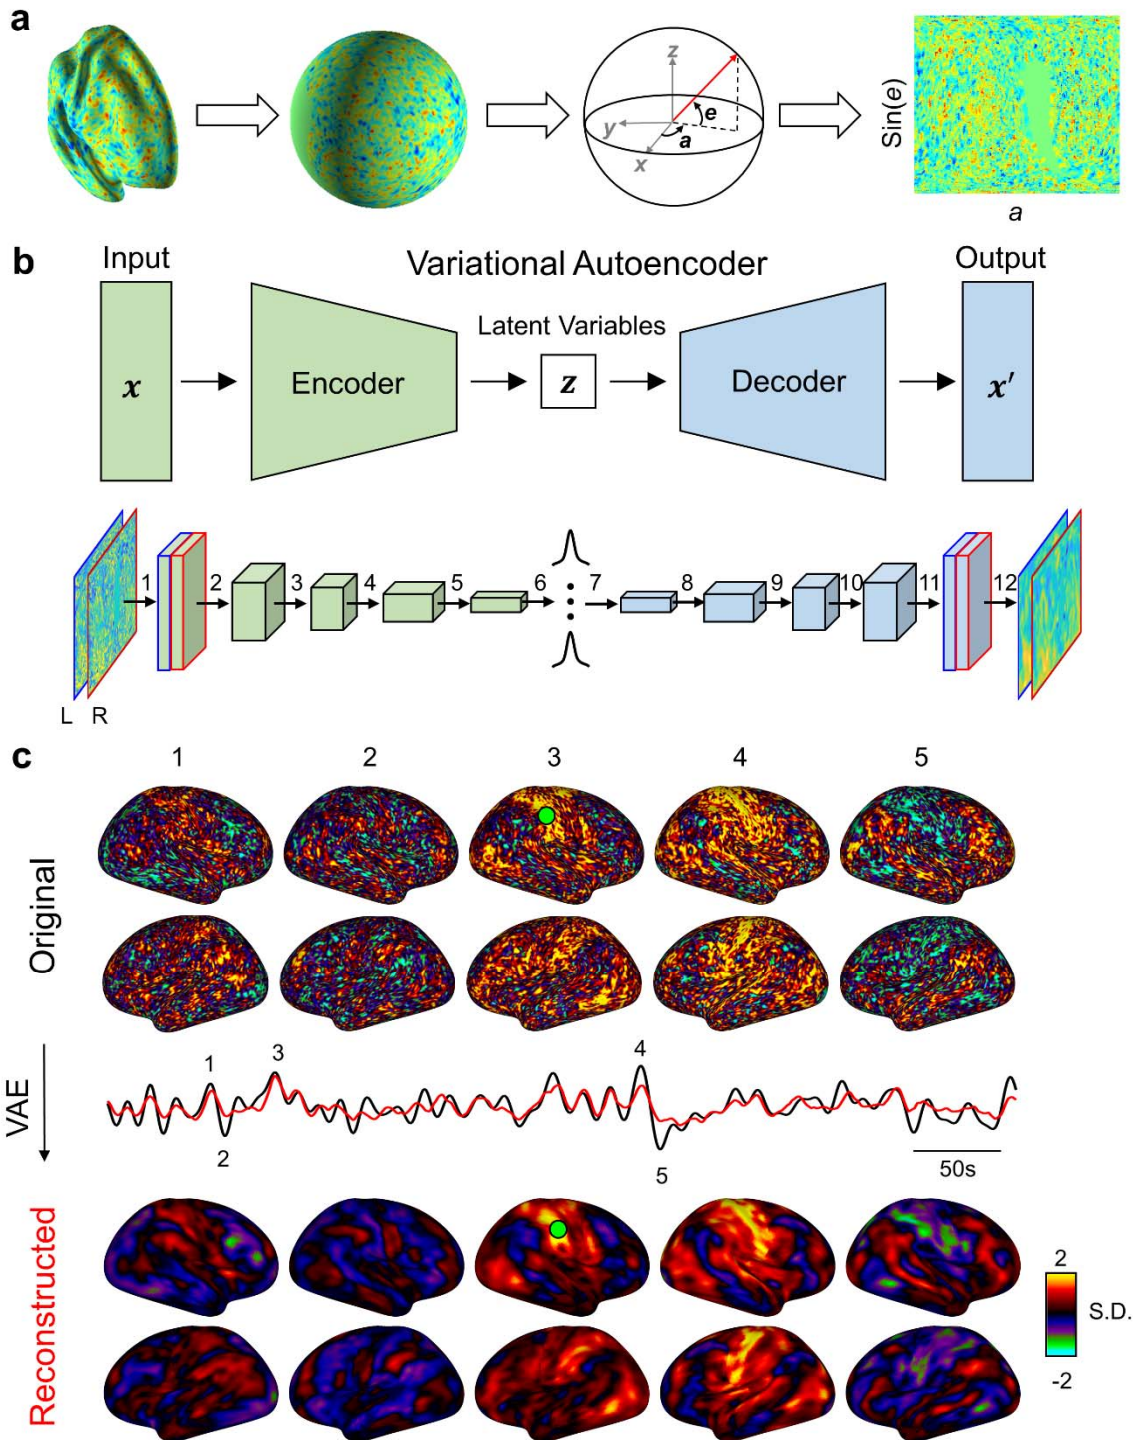 a
z
y
x
e
a
Sin(e)
a
b
Input
Variational Autoencoder
Output
x
Encoder
Latent Variables
z
Decoder
x′
1
2
3
4
5
6
7
8
9
10
11
12
L
R
c
1
2
3
4
5
Original
VAE
1
3
4
2
5
50s
Reconstructed
2
S.D.
-2